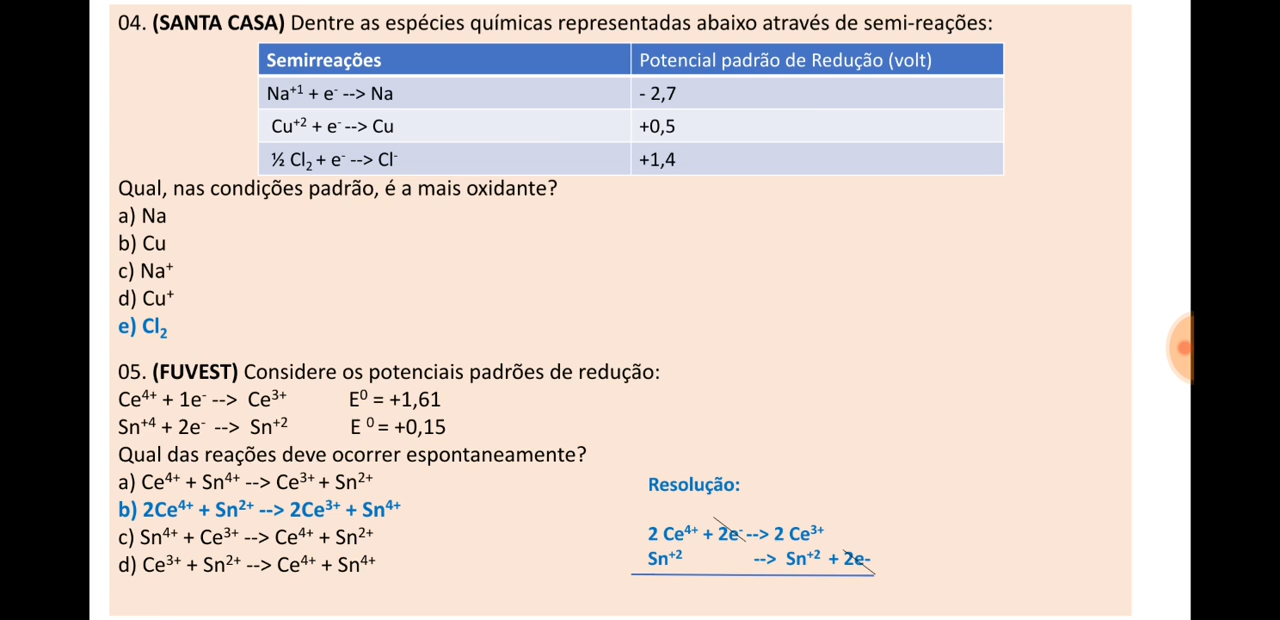 04. (SANTA CASA) Dentre as espécies químicas representadas abaixo através de semi-reações:
Semirreações Potencial padrão de Redução (volt)
Na⁺¹ + e⁻ --> Na - 2,7
Cu⁺² + e⁻ --> Cu +0,5
½ Cl₂ + e⁻ --> Cl⁻ +1,4
Qual, nas condições padrão, é a mais oxidante?
a) Na
b) Cu
c) Na⁺
d) Cu⁺
e) Cl₂
05. (FUVEST) Considere os potenciais padrões de redução:
Ce⁴⁺ + 1e⁻ --> Ce³⁺ E⁰ = +1,61
Sn⁺⁴ + 2e⁻ --> Sn⁺² E ⁰ = +0,15
Qual das reações deve ocorrer espontaneamente?
a) Ce⁴⁺ + Sn⁴⁺ --> Ce³⁺ + Sn²⁺
b) 2Ce⁴⁺ + Sn²⁺ --> 2Ce³⁺ + Sn⁴⁺
c) Sn⁴⁺ + Ce³⁺ --> Ce⁴⁺ + Sn²⁺
d) Ce³⁺ + Sn²⁺ --> Ce⁴⁺ + Sn⁴⁺
Resolução:
2 Ce⁴⁺ + 2e⁻ --> 2 Ce³⁺
Sn⁺² --> Sn⁺² + 2e-